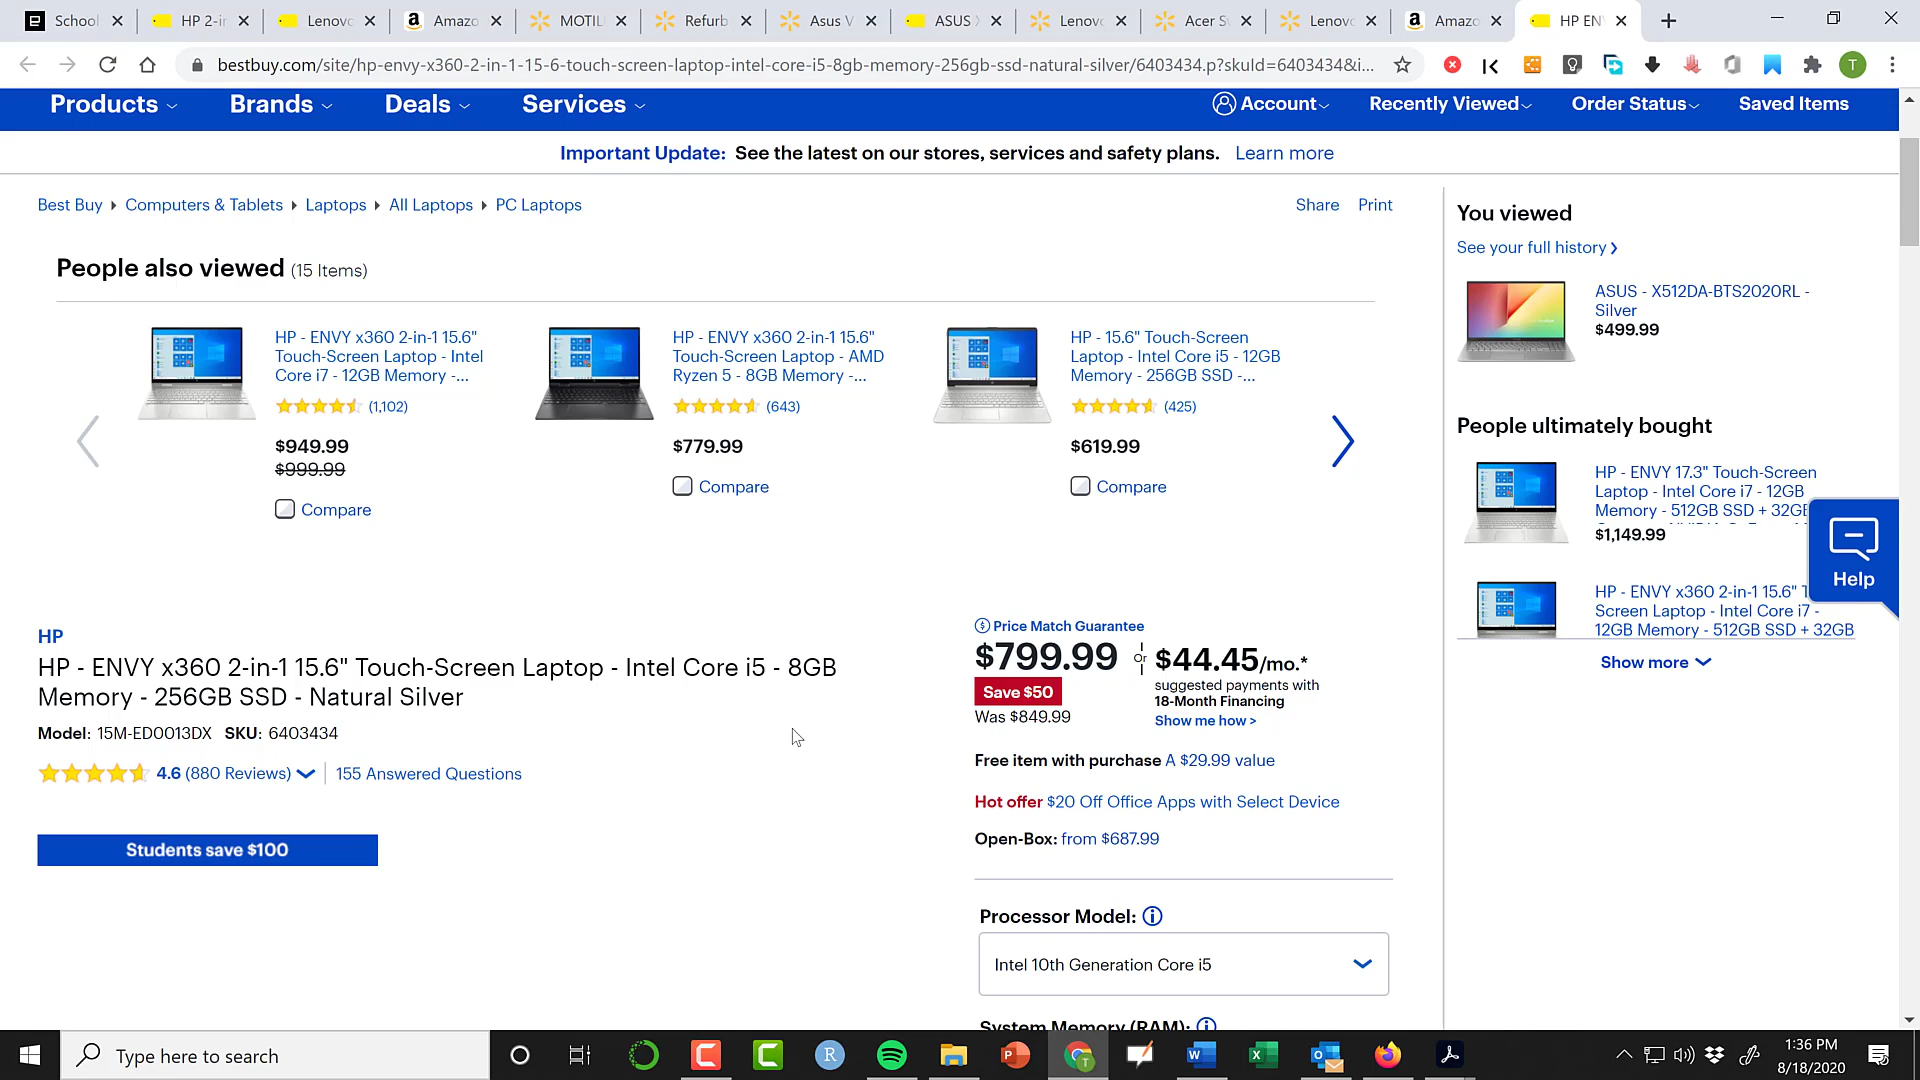 School
HP 2-i
Lenovo
Amazo
MOTIL
Refurb
Asus V
ASUS
Lenovo
Acer S
Lenovo
Amazo
HP EN
bestbuy.com/site/hp-envy-x360-2-in-1-15-6-touch-screen-laptop-intel-core-i5-8gb-memory-256gb-ssd-natural-silver/6403434.p?skuId=6403434&i...
T
Products Brands Deals Services Account Recently Viewed Order Status Saved Items
Important Update: See the latest on our stores, services and safety plans. Learn more
Best Buy Computers & Tablets Laptops All Laptops PC Laptops
Share Print
People also viewed (15 Items)
HP - ENVY x360 2-in-1 15.6"
Touch-Screen Laptop - Intel
Core i7 - 12GB Memory -...
(1,102)
$949.99
$999.99
Compare
HP - ENVY x360 2-in-1 15.6"
Touch-Screen Laptop - AMD
Ryzen 5 - 8GB Memory -...
(643)
$779.99
Compare
HP - 15.6" Touch-Screen
Laptop - Intel Core i5 - 12GB
Memory - 256GB SSD -...
(425)
$619.99
Compare
You viewed
See your full history
ASUS - X512DA-BTS2020RL -
Silver
$499.99
People ultimately bought
HP - ENVY 17.3" Touch-Screen
Laptop - Intel Core i7 - 12GB
Memory - 512GB SSD + 32GB
$1,149.99
HP - ENVY x360 2-in-1 15.6" T
Screen Laptop - Intel Core i7 -
12GB Memory - 512GB SSD + 32GB
Show more
Help
HP
HP - ENVY x360 2-in-1 15.6" Touch-Screen Laptop - Intel Core i5 - 8GB
Memory - 256GB SSD - Natural Silver
Model: 15M-ED0013DX SKU: 6403434
4.6 (880 Reviews) 155 Answered Questions
Students save $100
Price Match Guarantee
$799.99
Save $50
Was $849.99
Or
$44.45/mo.*
suggested payments with
18-Month Financing
Show me how >
Free item with purchase A $29.99 value
Hot offer $20 Off Office Apps with Select Device
Open-Box: from $687.99
Processor Model:
Intel 10th Generation Core i5
System Memory (RAM):
Type here to search
1:36 PM
8/18/2020